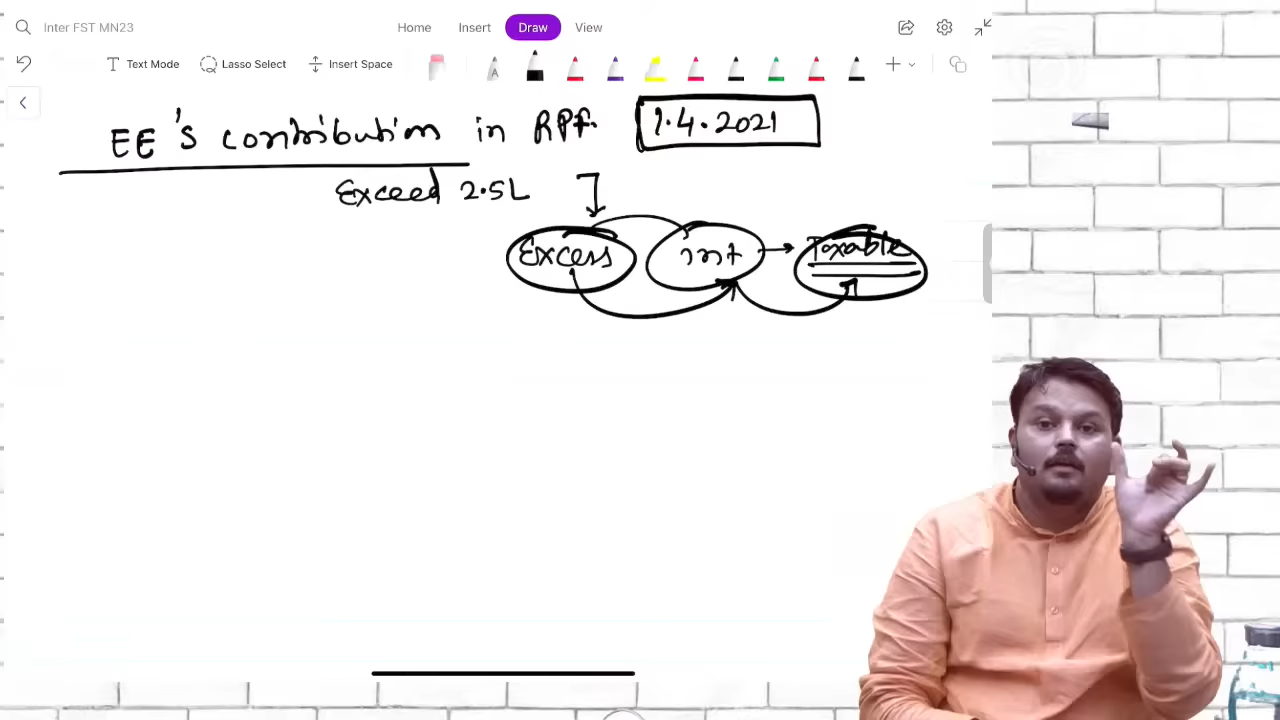 Inter FST MN23
Home Insert Draw View
Text Mode Lasso Select Insert Space
EE's contribution in RPF. 1.4.2021
Exceed 2.5L
Excess int Taxable